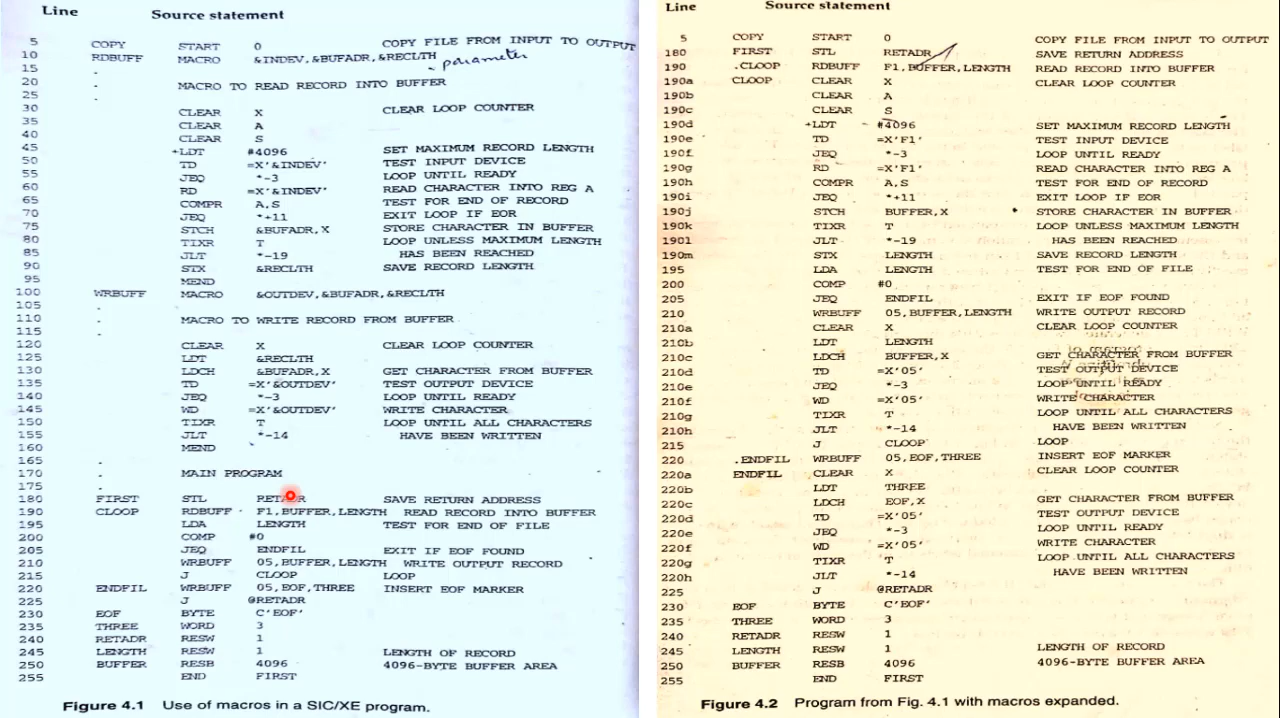 Line Source statement
5 COPY START 0 COPY FILE FROM INPUT TO OUTPUT
10 RDBUFF MACRO &INDEV,&BUFADR,&RECLTH
parameter
15 .
20 . MACRO TO READ RECORD INTO BUFFER
25 .
30 CLEAR X CLEAR LOOP COUNTER
35 CLEAR A
40 CLEAR S
45 +LDT #4096 SET MAXIMUM RECORD LENGTH
50 TD =X'&INDEV' TEST INPUT DEVICE
55 JEQ *-3 LOOP UNTIL READY
60 RD =X'&INDEV' READ CHARACTER INTO REG A
65 COMPR A,S TEST FOR END OF RECORD
70 JEQ *+11 EXIT LOOP IF EOR
75 STCH &BUFADR,X STORE CHARACTER IN BUFFER
80 TIXR T LOOP UNLESS MAXIMUM LENGTH
85 JLT *-19 HAS BEEN REACHED
90 STX &RECLTH SAVE RECORD LENGTH
95 MEND
100 WRBUFF MACRO &OUTDEV,&BUFADR,&RECLTH
105 .
110 . MACRO TO WRITE RECORD FROM BUFFER
115 .
120 CLEAR X CLEAR LOOP COUNTER
125 LDT &RECLTH
130 LDCH &BUFADR,X GET CHARACTER FROM BUFFER
135 TD =X'&OUTDEV' TEST OUTPUT DEVICE
140 JEQ *-3 LOOP UNTIL READY
145 WD =X'&OUTDEV' WRITE CHARACTER
150 TIXR T LOOP UNTIL ALL CHARACTERS
155 JLT *-14 HAVE BEEN WRITTEN
160 MEND
165 .
170 . MAIN PROGRAM
175 .
180 FIRST STL RETADR SAVE RETURN ADDRESS
190 CLOOP RDBUFF F1,BUFFER,LENGTH READ RECORD INTO BUFFER
195 LDA LENGTH TEST FOR END OF FILE
200 COMP #0
205 JEQ ENDFIL EXIT IF EOF FOUND
210 WRBUFF 05,BUFFER,LENGTH WRITE OUTPUT RECORD
215 J CLOOP LOOP
220 ENDFIL WRBUFF 05,EOF,THREE INSERT EOF MARKER
225 J @RETADR
230 EOF BYTE C'EOF'
235 THREE WORD 3
240 RETADR RESW 1
245 LENGTH RESW 1 LENGTH OF RECORD
250 BUFFER RESB 4096 4096-BYTE BUFFER AREA
255 END FIRST
Figure 4.1 Use of macros in a SIC/XE program.
Line Source statement
5 COPY START 0 COPY FILE FROM INPUT TO OUTPUT
180 FIRST STL RETADR SAVE RETURN ADDRESS
190 .CLOOP RDBUFF F1,BUFFER,LENGTH READ RECORD INTO BUFFER
190a CLOOP CLEAR X CLEAR LOOP COUNTER
190b CLEAR A
190c CLEAR S
190d +LDT #4096 SET MAXIMUM RECORD LENGTH
190e TD =X'F1' TEST INPUT DEVICE
190f JEQ *-3 LOOP UNTIL READY
190g RD =X'F1' READ CHARACTER INTO REG A
190h COMPR A,S TEST FOR END OF RECORD
190i JEQ *+11 EXIT LOOP IF EOR
190j STCH BUFFER,X STORE CHARACTER IN BUFFER
190k TIXR T LOOP UNLESS MAXIMUM LENGTH
190l JLT *-19 HAS BEEN REACHED
190m STX LENGTH SAVE RECORD LENGTH
195 LDA LENGTH TEST FOR END OF FILE
200 COMP #0
205 JEQ ENDFIL EXIT IF EOF FOUND
210 WRBUFF 05,BUFFER,LENGTH WRITE OUTPUT RECORD
210a CLEAR X CLEAR LOOP COUNTER
210b LDT LENGTH
210c LDCH BUFFER,X GET CHARACTER FROM BUFFER
210d TD =X'05' TEST OUTPUT DEVICE
210e JEQ *-3 LOOP UNTIL READY
210f WD =X'05' WRITE CHARACTER
210g TIXR T LOOP UNTIL ALL CHARACTERS
210h JLT *-14 HAVE BEEN WRITTEN
215 J CLOOP LOOP
220 .ENDFIL WRBUFF 05,EOF,THREE INSERT EOF MARKER
220a ENDFIL CLEAR X CLEAR LOOP COUNTER
220b LDT THREE
220c LDCH EOF,X GET CHARACTER FROM BUFFER
220d TD =X'05' TEST OUTPUT DEVICE
220e JEQ *-3 LOOP UNTIL READY
220f WD =X'05' WRITE CHARACTER
220g TIXR T LOOP UNTIL ALL CHARACTERS
220h JLT *-14 HAVE BEEN WRITTEN
225 J @RETADR
230 EOF BYTE C'EOF'
235 THREE WORD 3
240 RETADR RESW 1
245 LENGTH RESW 1 LENGTH OF RECORD
250 BUFFER RESB 4096 4096-BYTE BUFFER AREA
255 END FIRST
Figure 4.2 Program from Fig. 4.1 with macros expanded.